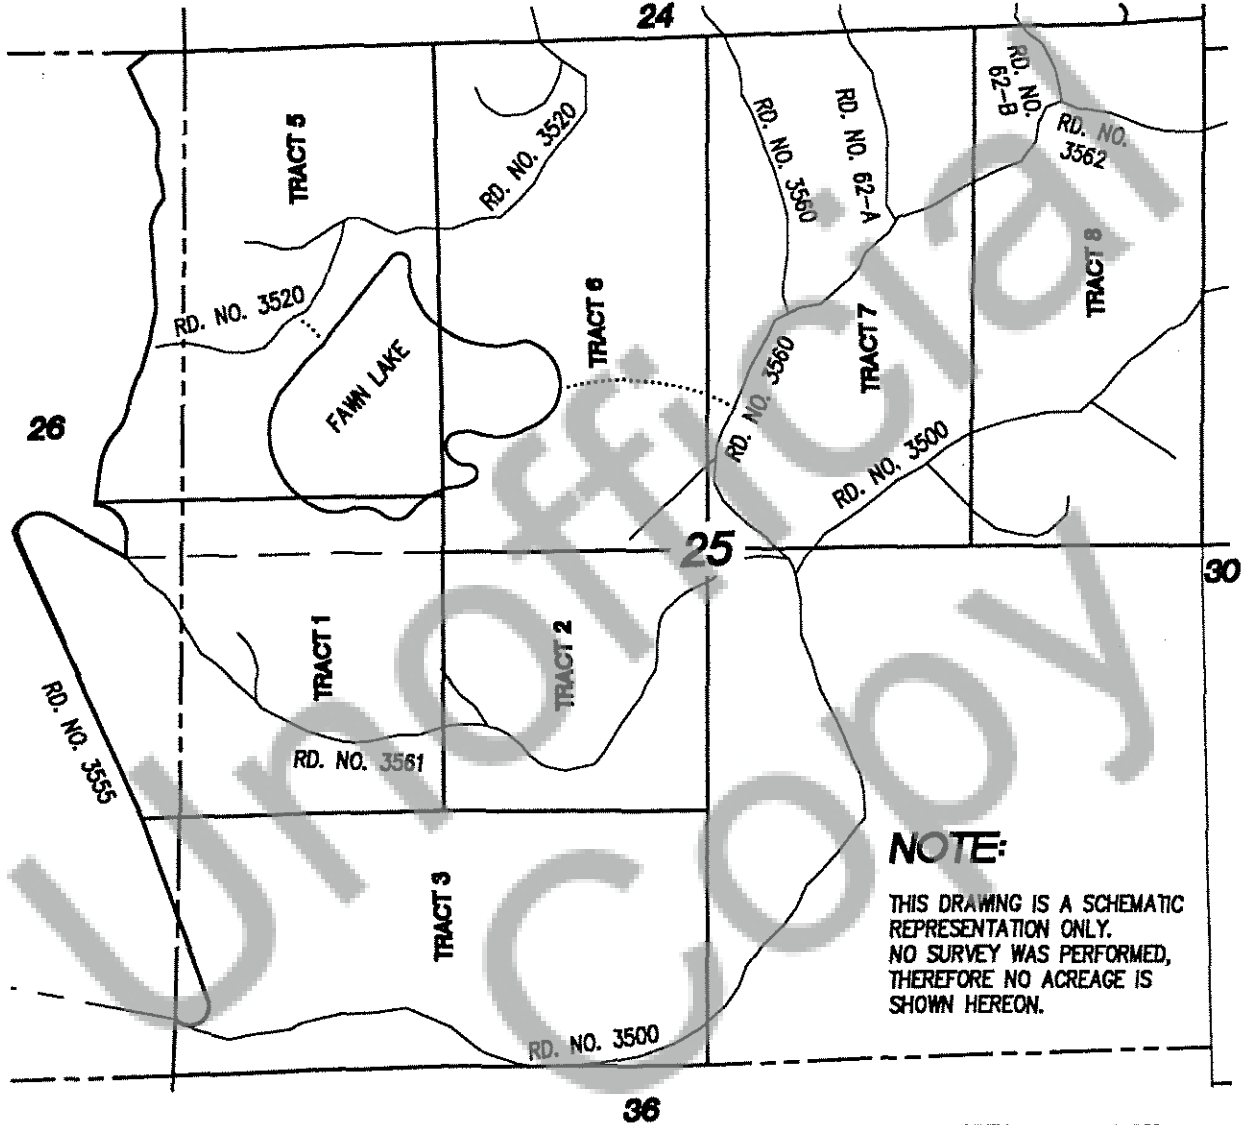 24
RD. NO.
62-B
RD. NO.
3562
RD. NO. 3520
RD. NO. 3560
RD. NO. 62-A
TRACT 5
TRACT 6
TRACT 7
TRACT 8
RD. NO. 3520
FAWN LAKE
RD. NO. 3560
26
RD. NO. 3500
25
30
TRACT 1
TRACT 2
RD. NO. 3555
RD. NO. 3561
TRACT 3
NOTE:
THIS DRAWING IS A SCHEMATIC
REPRESENTATION ONLY.
NO SURVEY WAS PERFORMED,
THEREFORE NO ACREAGE IS
SHOWN HEREON.
RD. NO. 3500
36
Unofficial
Copy